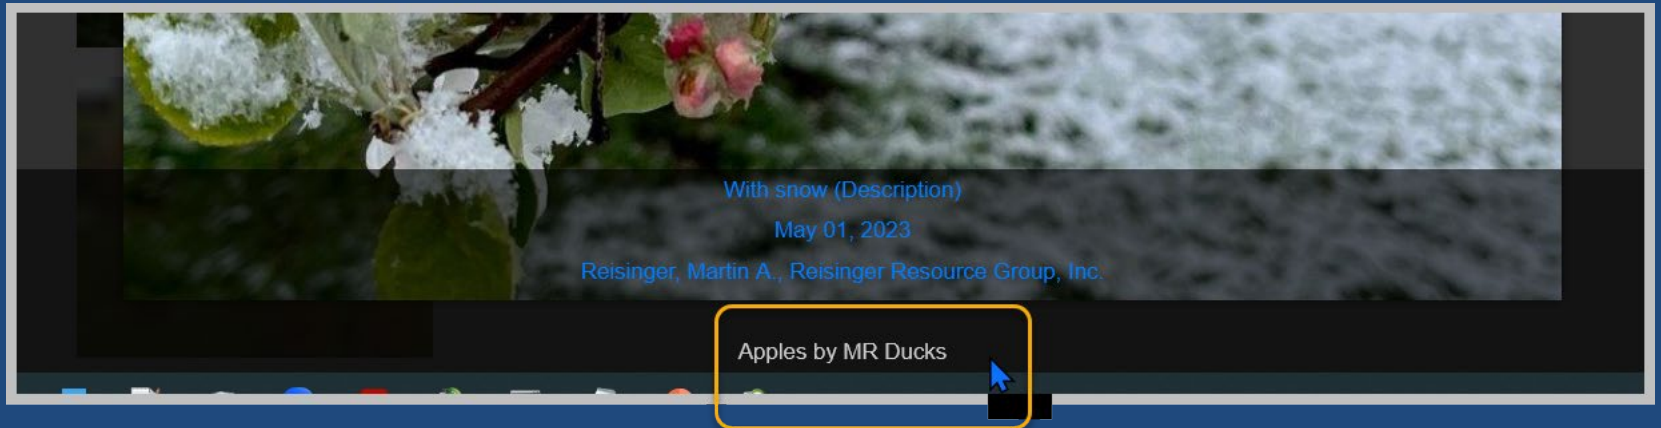 With snow (Description)
May 01, 2023
Reisinger, Martin A., Reisinger Resource Group, Inc.
Apples by MR Ducks